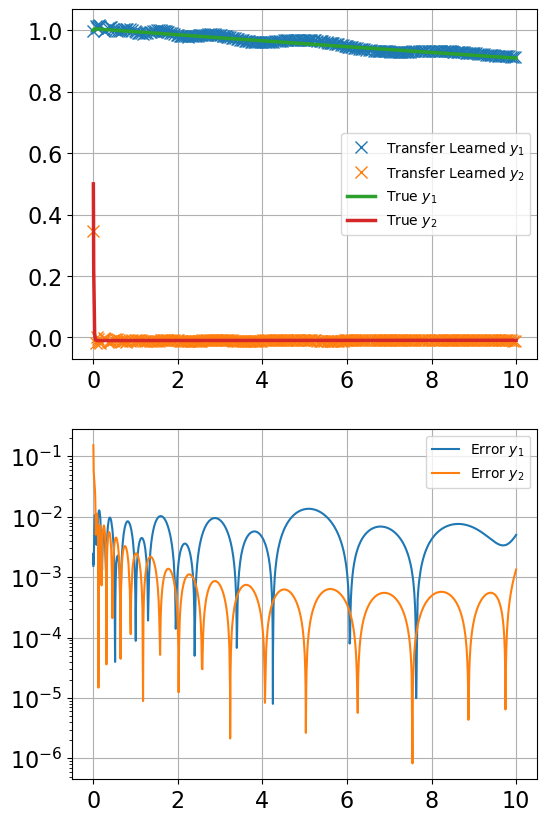 1.0
0.8
0.6
0.4
0.2
0.0
Transfer Learned y₁
Transfer Learned y₂
True y₁
True y₂
0 2 4 6 8 10
Error y₁
Error y₂
10⁻¹
10⁻²
10⁻³
10⁻⁴
10⁻⁵
10⁻⁶
0 2 4 6 8 10